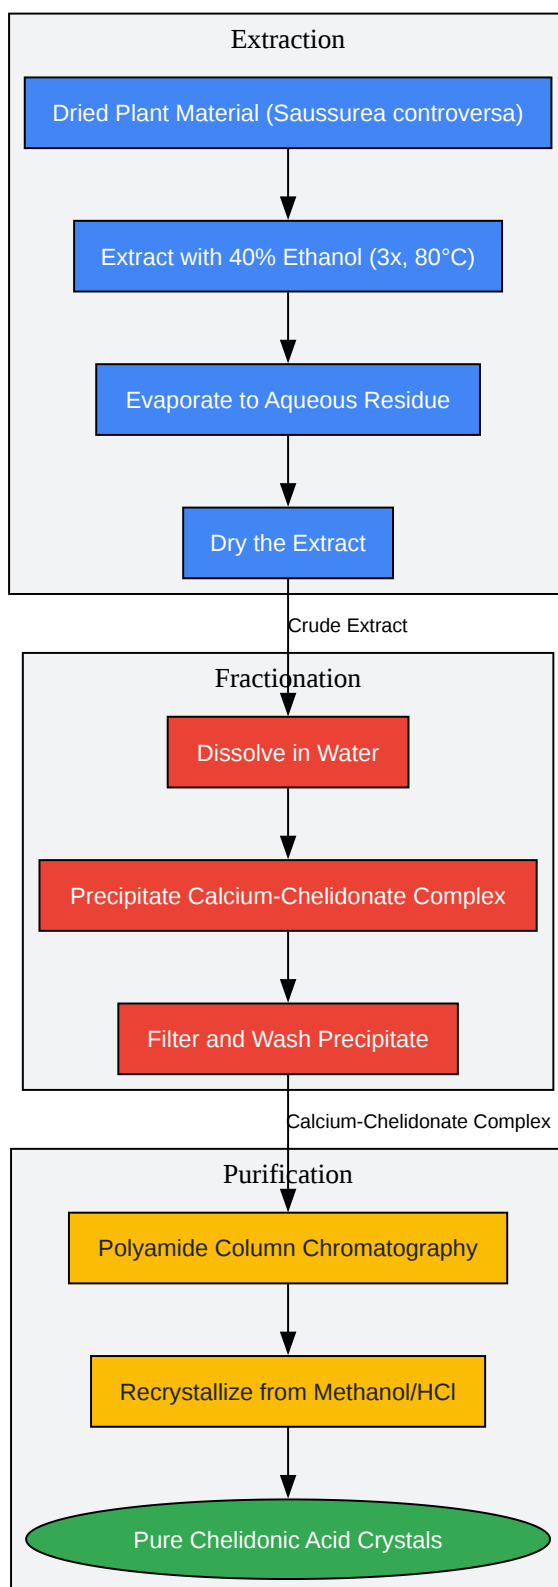 Extraction
Dried Plant Material (Saussurea controversa)
Extract with 40% Ethanol (3x, 80°C)
Evaporate to Aqueous Residue
Dry the Extract
Crude Extract
Fractionation
Dissolve in Water
Precipitate Calcium-Chelidonate Complex
Filter and Wash Precipitate
Calcium-Chelidonate Complex
Purification
Polyamide Column Chromatography
Recrystallize from Methanol/HCl
Pure Chelidonic Acid Crystals